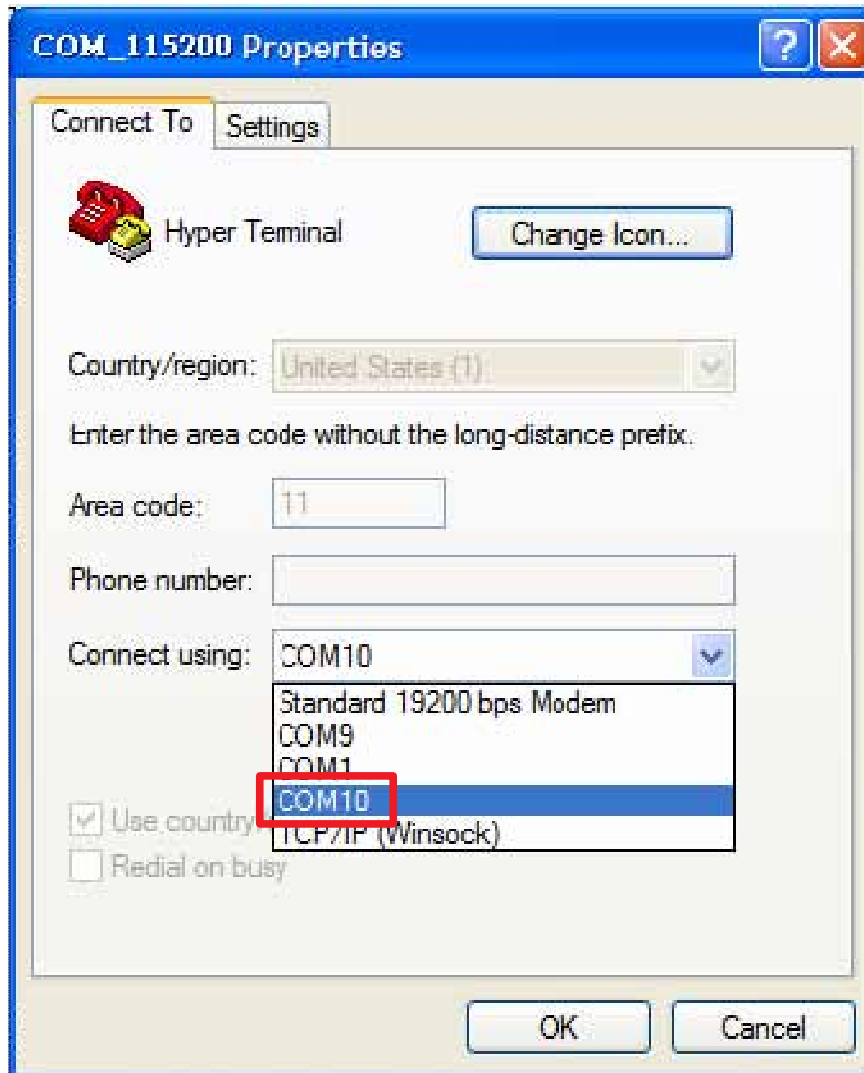 COM_115200 Properties
Connect To Settings
Hyper Terminal Change Icon...
Country/region: United States (1)
Enter the area code without the long-distance prefix.
Area code: 11
Phone number:
Connect using: COM10
Standard 19200 bps Modem
COM9
COM1
COM10
Use country
TCP/IP (Winsock)
Redial on busy
OK Cancel